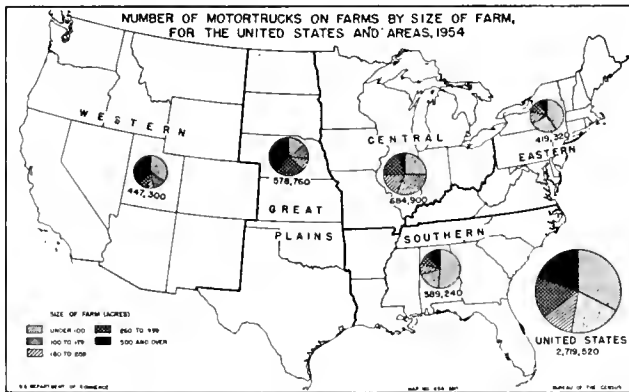 NUMBER OF MOTORTRUCKS ON FARMS BY SIZE OF FARM,
FOR THE UNITED STATES AND AREAS, 1954
WESTERN
CENTRAL
419,320
EASTERN
447,300
578,760
684,900
GREAT
PLAINS
SOUTHERN
589,240
SIZE OF FARM (ACRES)
UNDER 100
100 TO 179
180 TO 259
260 TO 499
500 AND OVER
UNITED STATES
2,719,520
U.S. DEPARTMENT OF COMMERCE
MAP NO.
BUREAU OF THE CENSUS